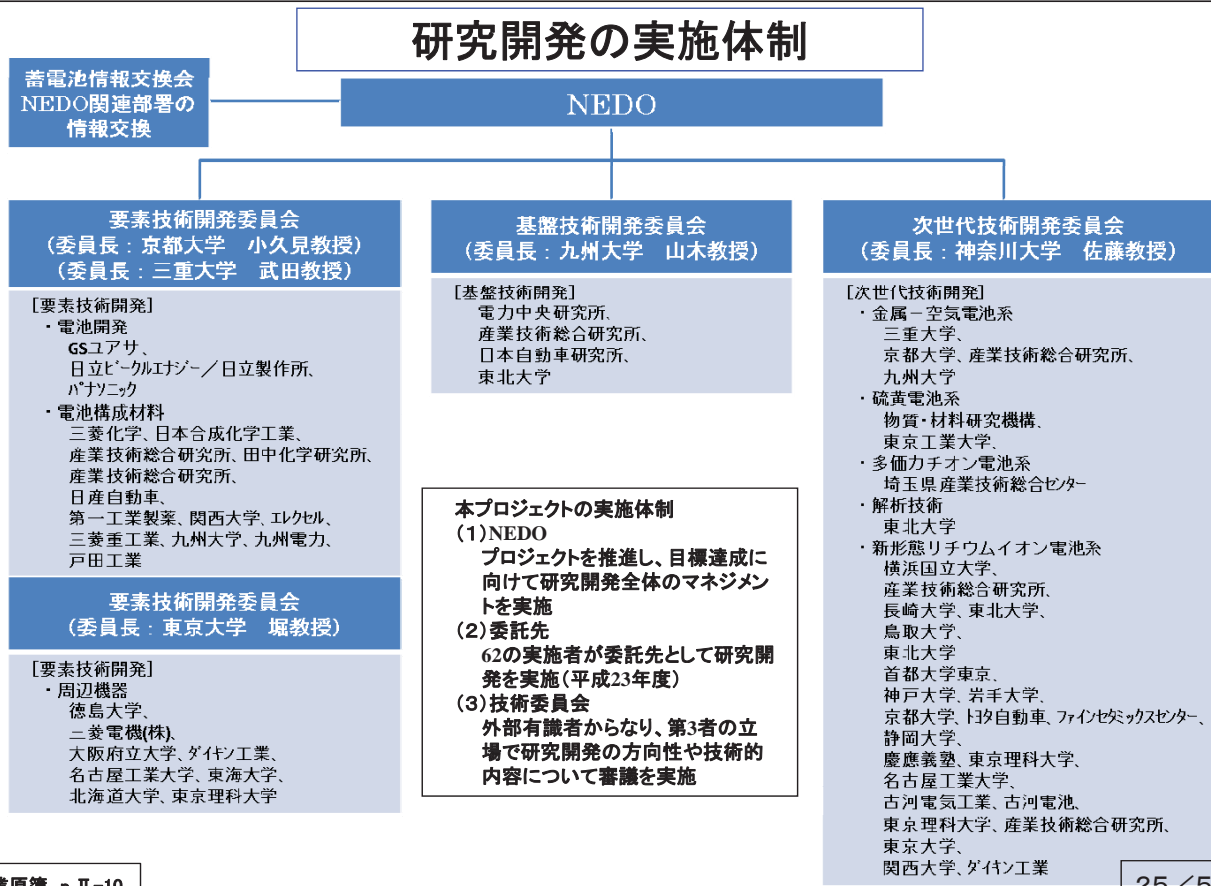 研究開発の実施体制
蓄電池情報交換会
NEDO関連部署の
情報交換
NEDO
要素技術開発委員会
（委員長：京都大学　小久見教授）
（委員長：三重大学　武田教授）
［要素技術開発］
・電池開発
GSユアサ、
日立ビークルエナジー／日立製作所、
パナソニック
・電池構成材料
三菱化学、日本合成化学工業、
産業技術総合研究所、田中化学研究所、
産業技術総合研究所、
日産自動車、
第一工業製薬、関西大学、エレクセル、
三菱重工業、九州大学、九州電力、
戸田工業
要素技術開発委員会
（委員長：東京大学　堀教授）
［要素技術開発］
・周辺機器
徳島大学、
三菱電機(株)、
大阪府立大学、ダイキン工業、
名古屋工業大学、東海大学、
北海道大学、東京理科大学
基盤技術開発委員会
（委員長：九州大学　山木教授）
［基盤技術開発］
電力中央研究所、
産業技術総合研究所、
日本自動車研究所、
東北大学
本プロジェクトの実施体制
（1）NEDO
プロジェクトを推進し、目標達成に
向けて研究開発全体のマネジメン
トを実施
（2）委託先
62の実施者が委託先として研究開
発を実施（平成23年度）
（3）技術委員会
外部有識者からなり、第3者の立
場で研究開発の方向性や技術的
内容について審議を実施
次世代技術開発委員会
（委員長：神奈川大学　佐藤教授）
［次世代技術開発］
・金属－空気電池系
三重大学、
京都大学、産業技術総合研究所、
九州大学
・硫黄電池系
物質・材料研究機構、
東京工業大学、
・多価カチオン電池系
埼玉県産業技術総合センター
・解析技術
東北大学
・新形態リチウムイオン電池系
横浜国立大学、
産業技術総合研究所、
長崎大学、東北大学、
鳥取大学、
東北大学
首都大学東京、
神戸大学、岩手大学、
京都大学、トヨタ自動車、ファインセラミックスセンター、
静岡大学、
慶應義塾、東京理科大学、
名古屋工業大学、
古河電気工業、古河電池、
東京理科大学、産業技術総合研究所、
東京大学、
関西大学、ダイキン工業
業原簿 p Ⅱ-10
25／5